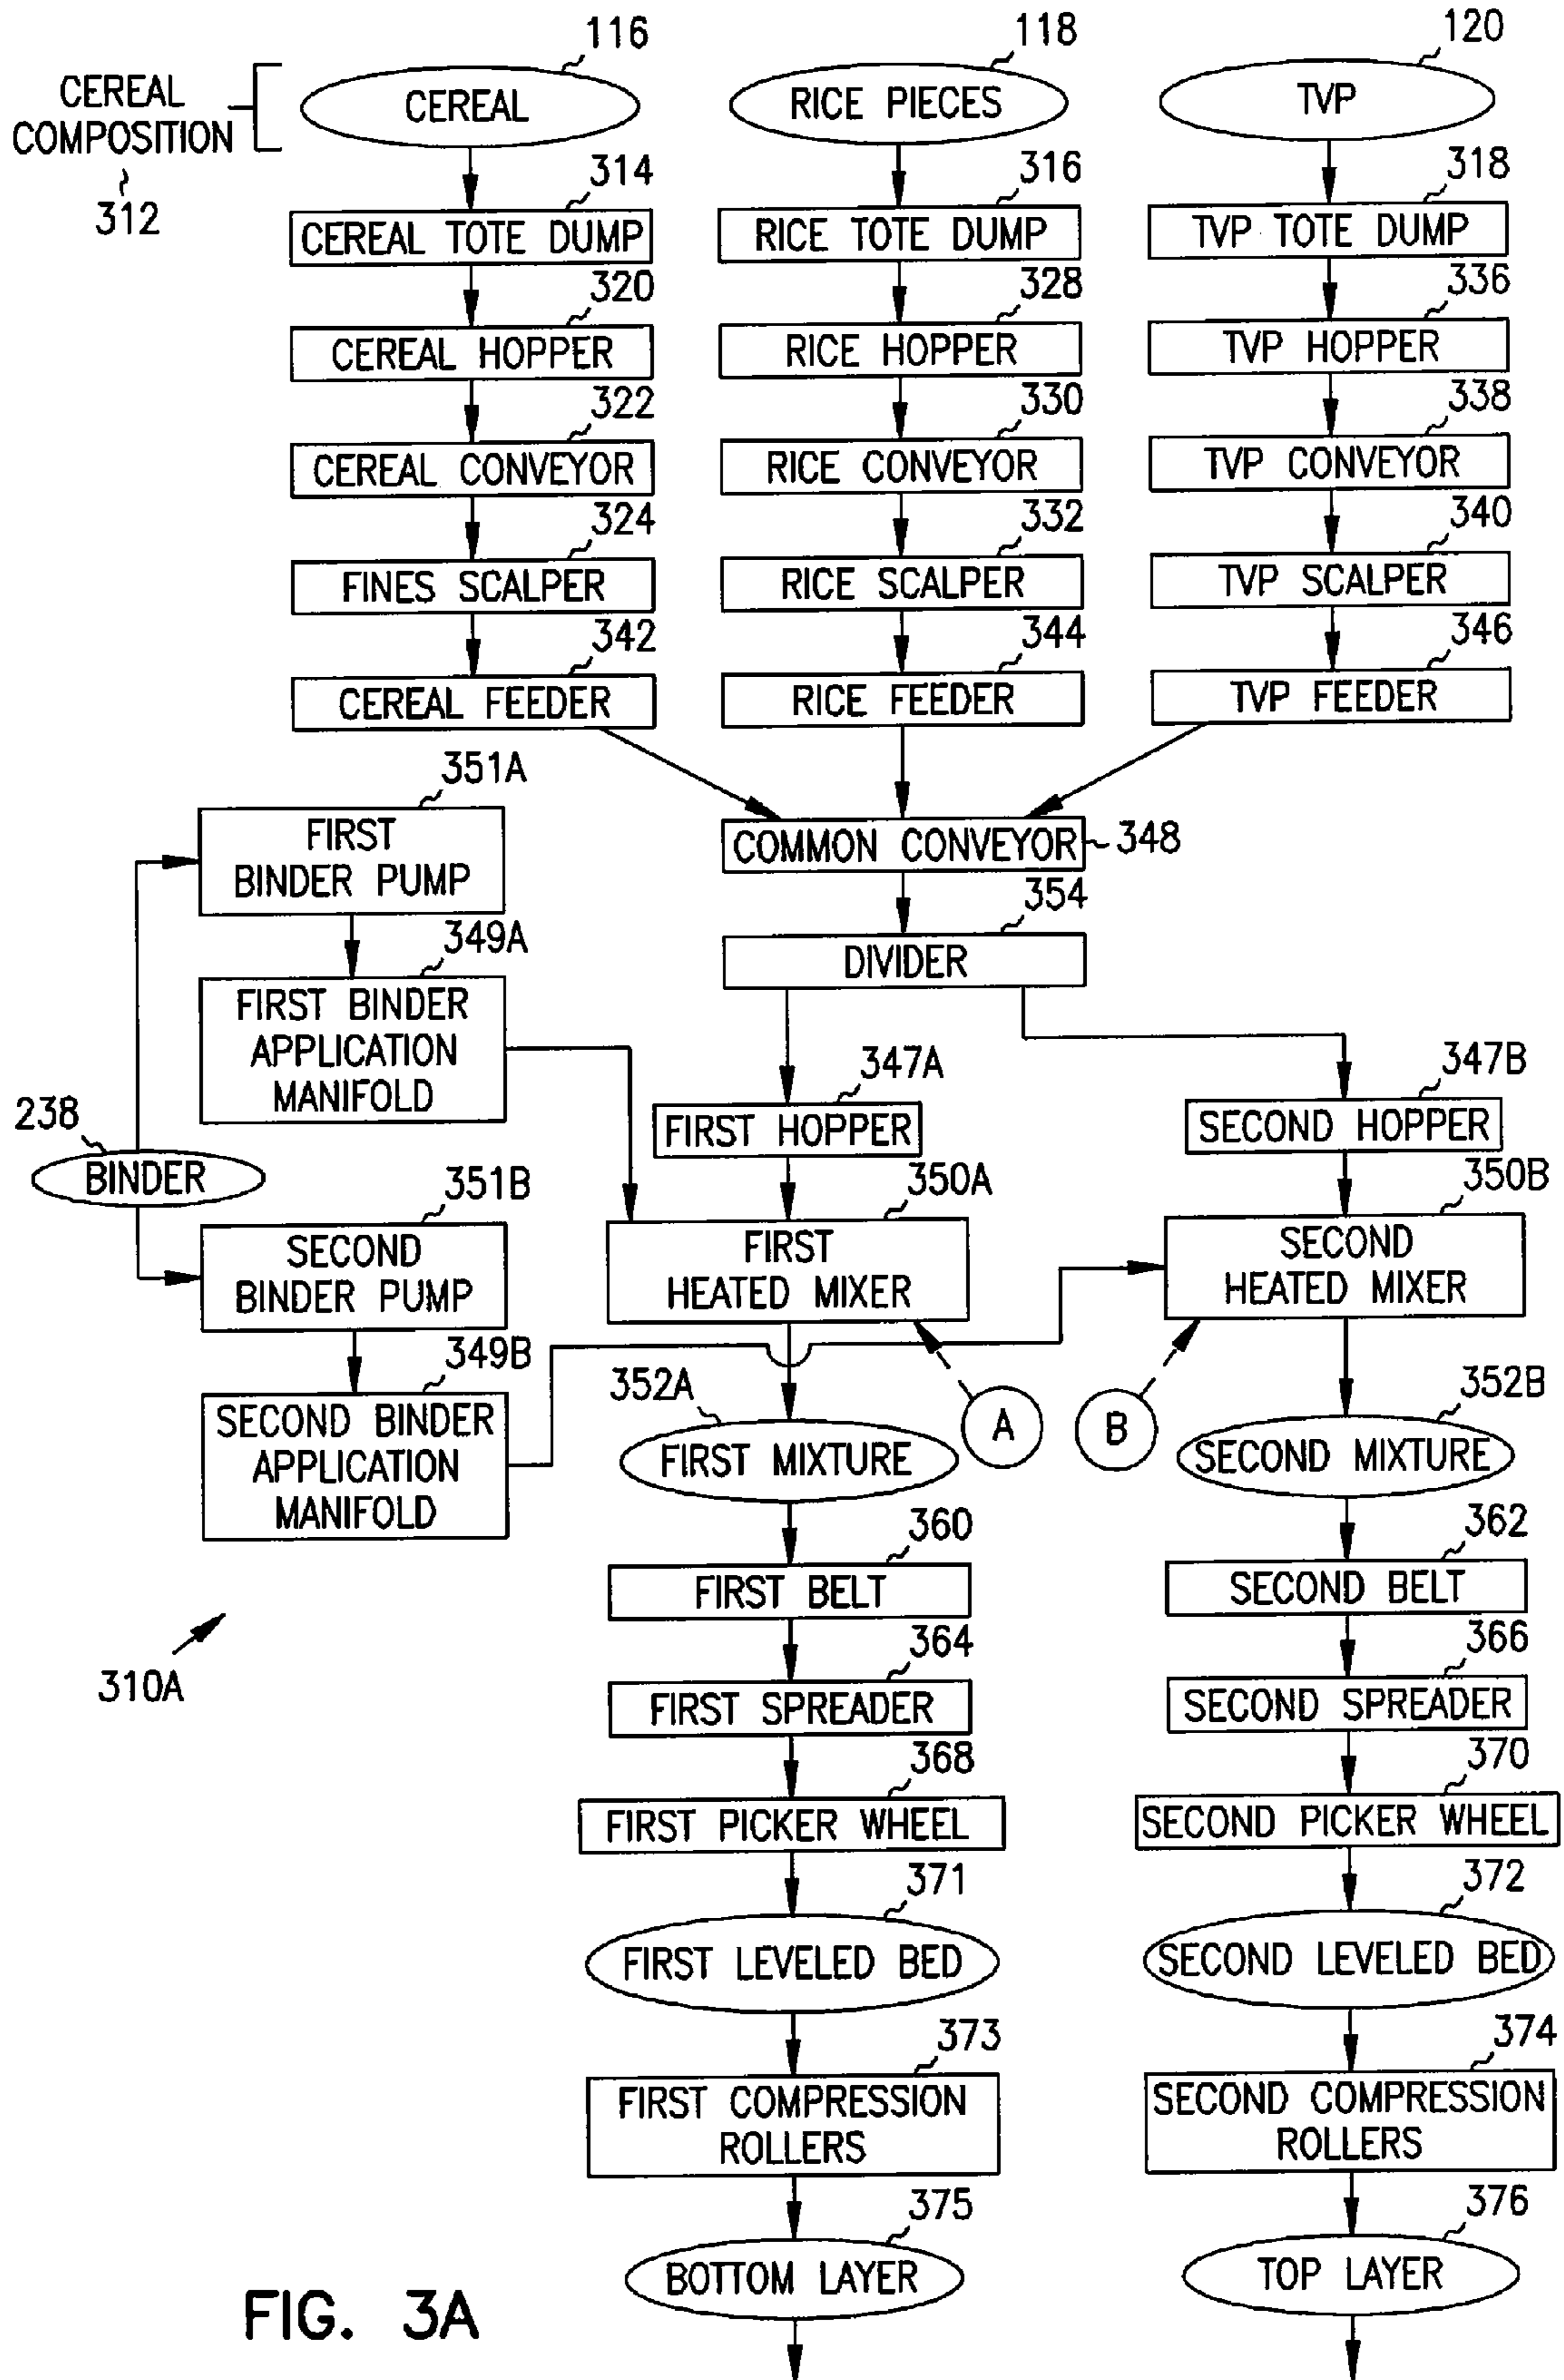 116
118
120
CEREAL
COMPOSITION
312
CEREAL
RICE PIECES
TVP
314
316
318
CEREAL TOTE DUMP
RICE TOTE DUMP
TVP TOTE DUMP
320
328
336
CEREAL HOPPER
RICE HOPPER
TVP HOPPER
322
330
338
CEREAL CONVEYOR
RICE CONVEYOR
TVP CONVEYOR
324
332
340
FINES SCALPER
RICE SCALPER
TVP SCALPER
342
344
346
CEREAL FEEDER
RICE FEEDER
TVP FEEDER
351A
FIRST
BINDER PUMP
COMMON CONVEYOR
348
354
DIVIDER
349A
FIRST BINDER
APPLICATION
MANIFOLD
347A
FIRST HOPPER
347B
SECOND HOPPER
238
BINDER
351B
SECOND
BINDER PUMP
350A
FIRST
HEATED MIXER
350B
SECOND
HEATED MIXER
349B
SECOND BINDER
APPLICATION
MANIFOLD
A
B
352A
FIRST MIXTURE
352B
SECOND MIXTURE
360
FIRST BELT
362
SECOND BELT
310A
364
FIRST SPREADER
366
SECOND SPREADER
368
FIRST PICKER WHEEL
370
SECOND PICKER WHEEL
371
FIRST LEVELED BED
372
SECOND LEVELED BED
373
FIRST COMPRESSION
ROLLERS
374
SECOND COMPRESSION
ROLLERS
375
BOTTOM LAYER
376
TOP LAYER
FIG. 3A